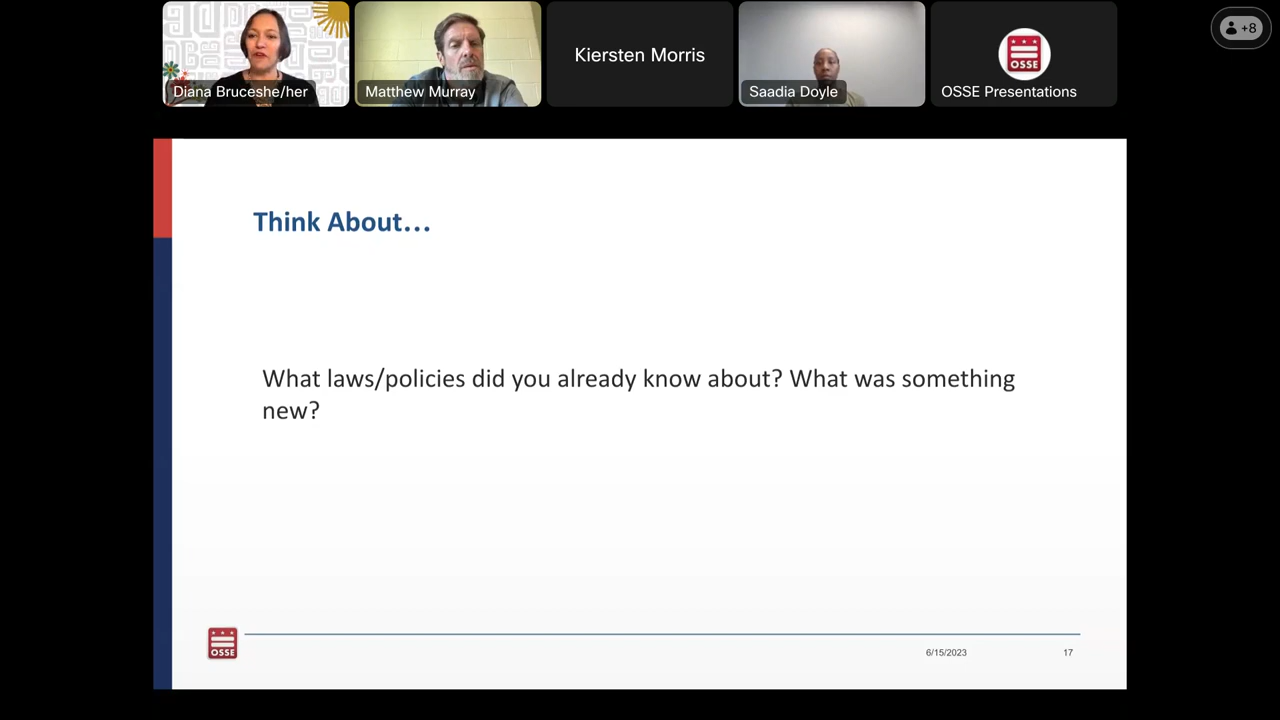 Diana Bruceshe/her
Matthew Murray
Kiersten Morris
Saadia Doyle
OSSE
OSSE Presentations
+8
Think About...
What laws/policies did you already know about? What was something
new?
OSSE
6/15/2023
17